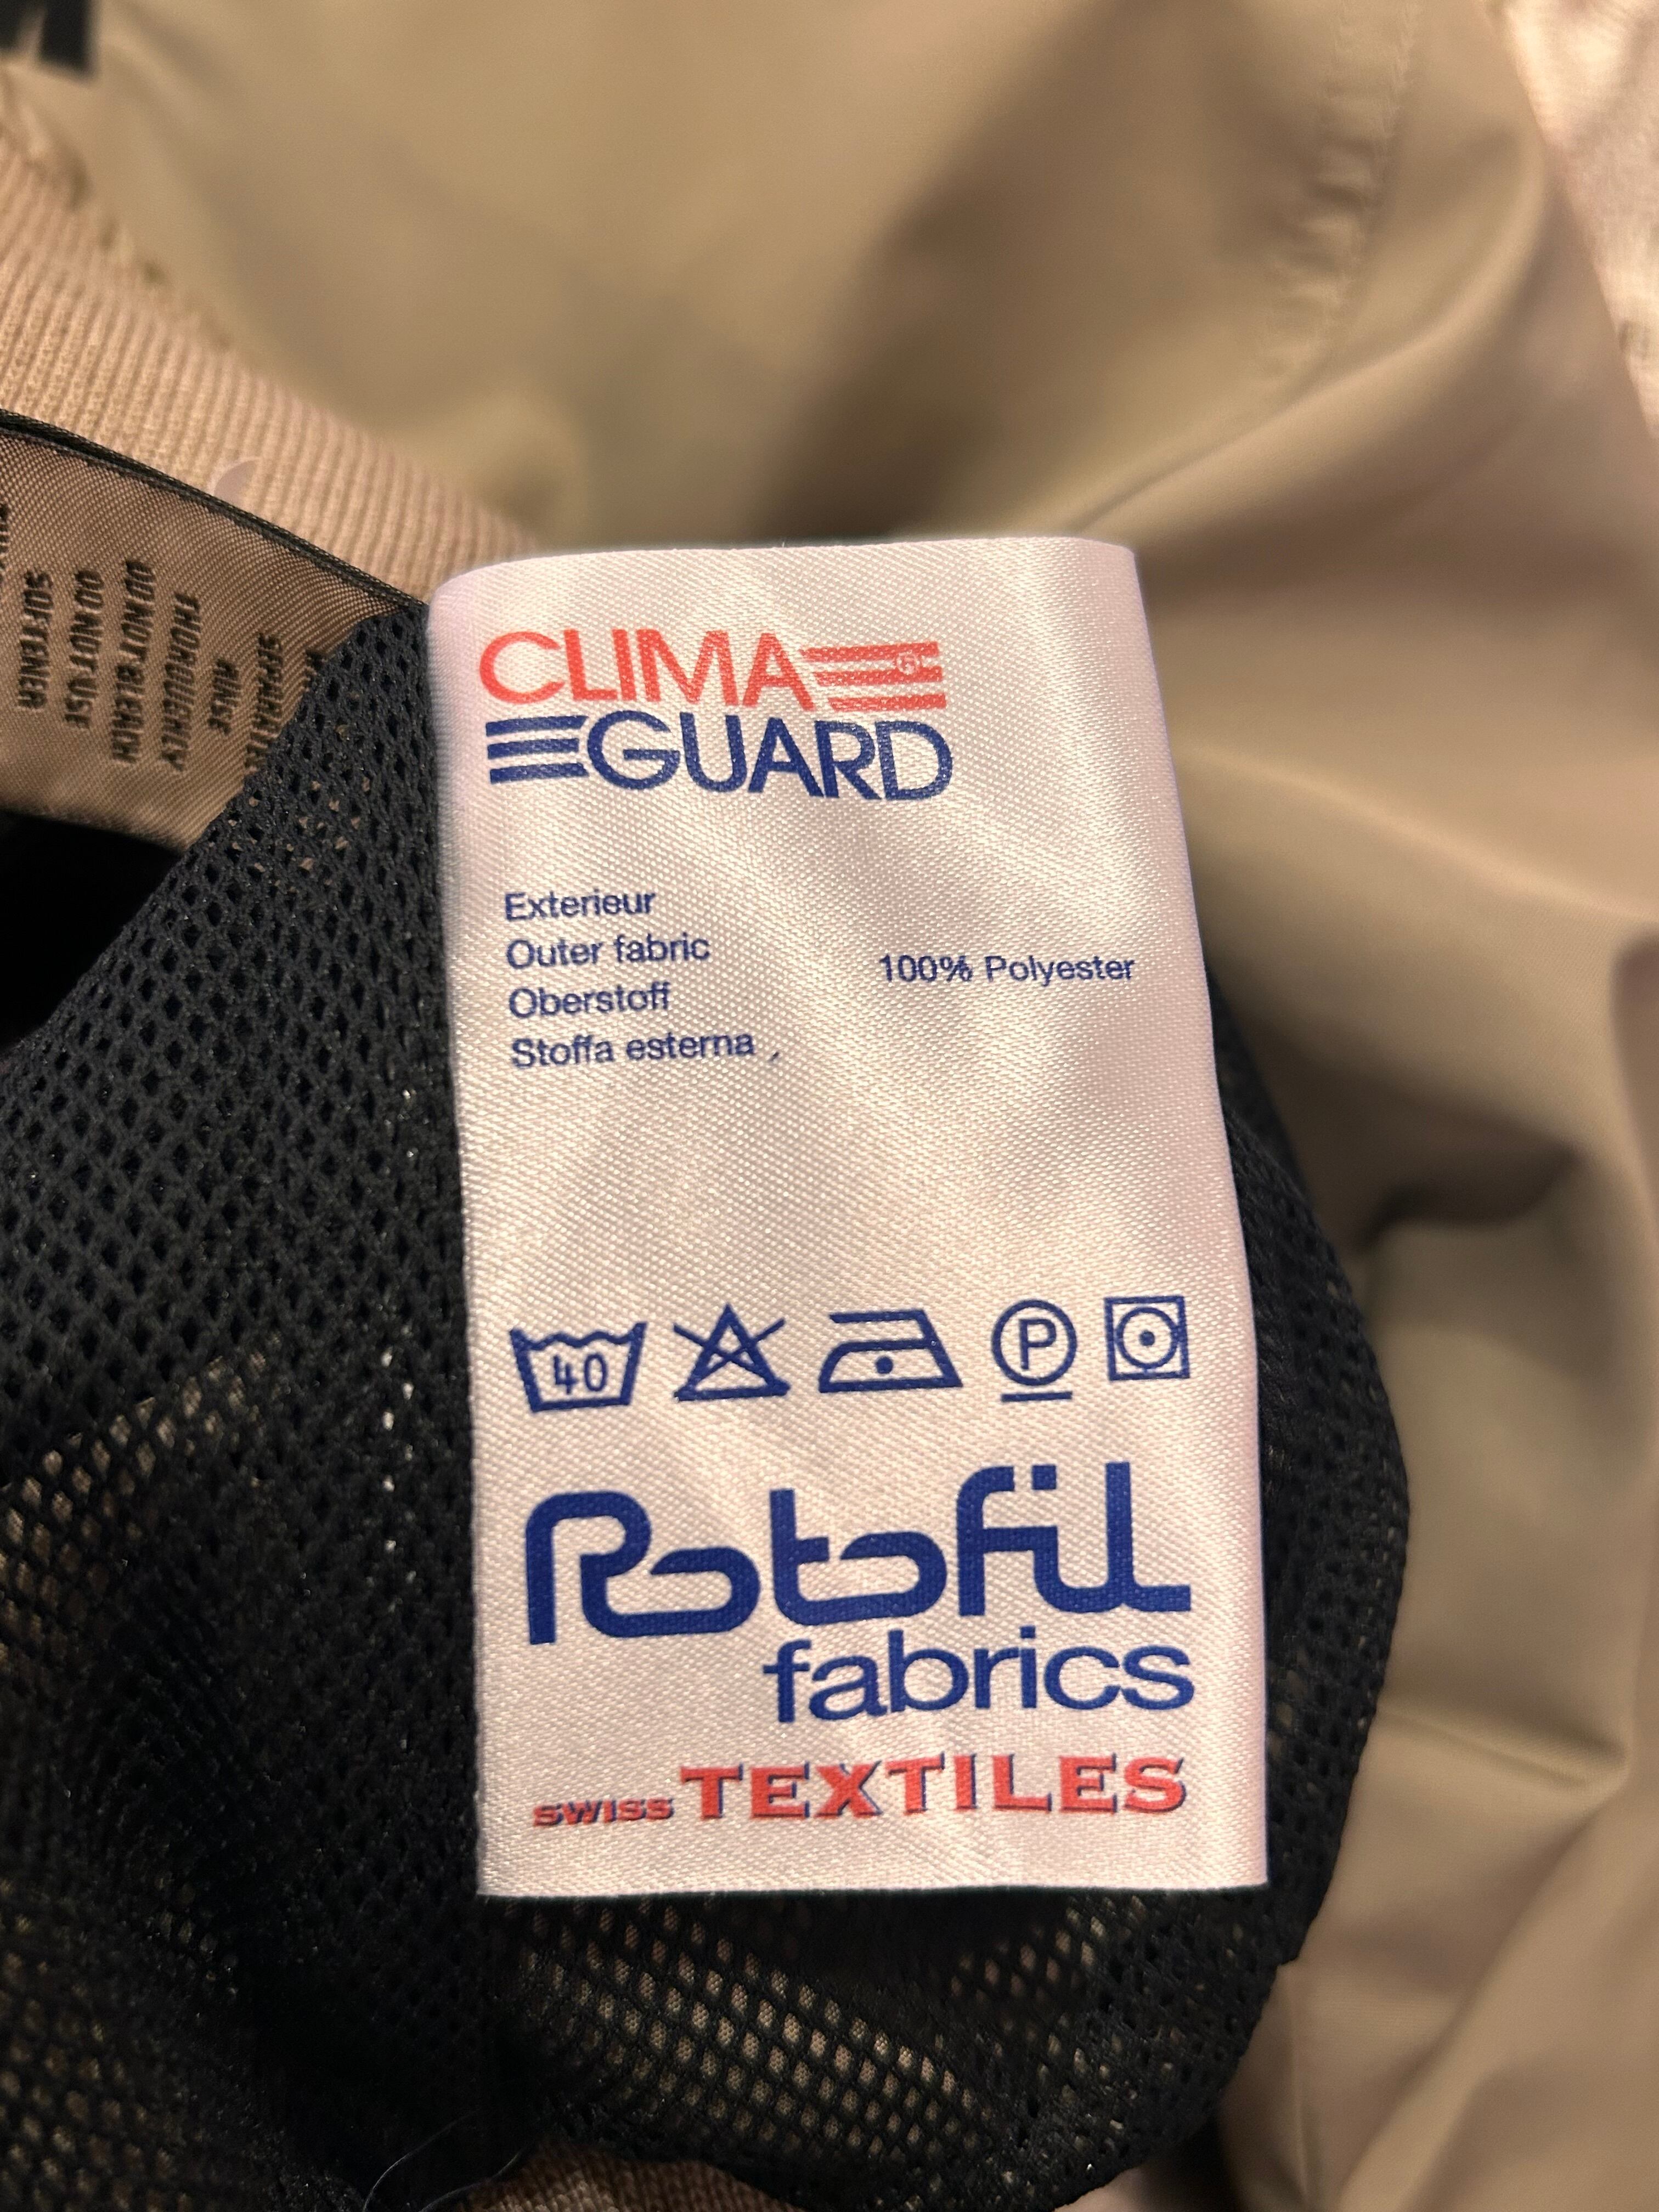 CLIMA ®
GUARD
Exterieur
Outer fabric
Oberstoff
Stoffa esterna
100% Polyester
40
P
Rotofil
fabrics
SWISS TEXTILES
SEPARATELY
RINSE
THOROUGHLY
DO NOT BLEACH
DO NOT USE
SOFTENER